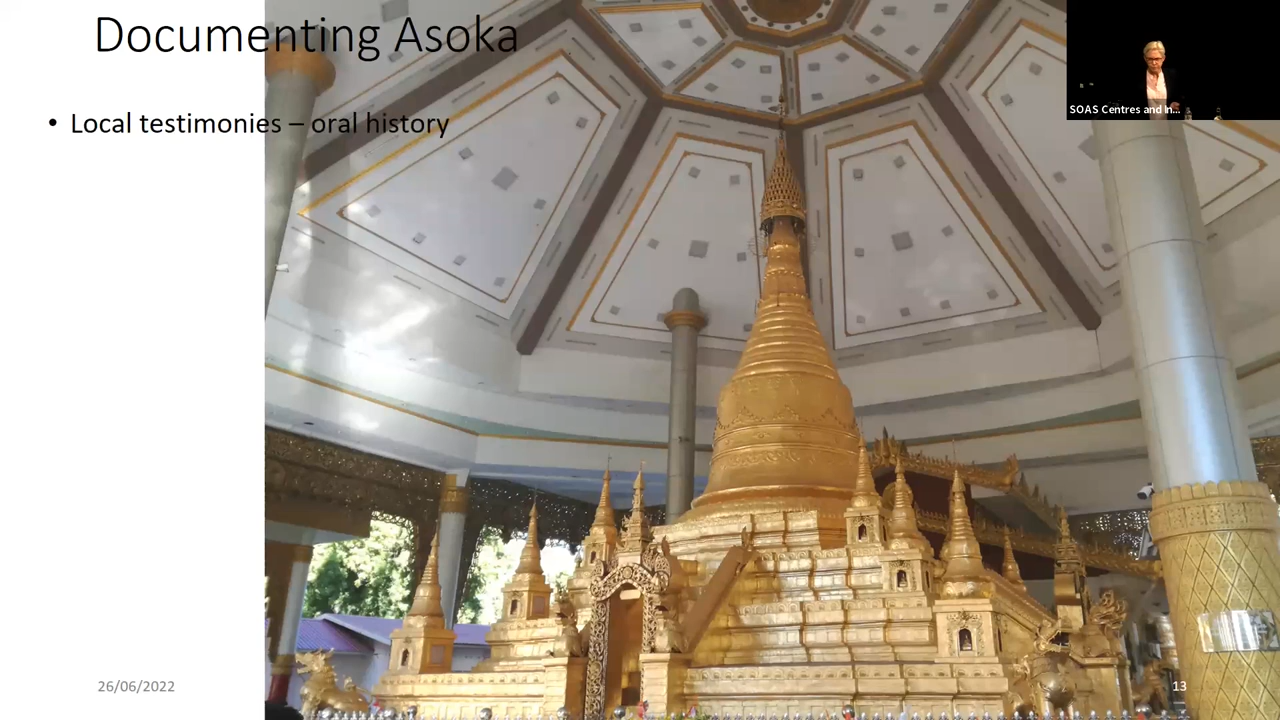 Documenting Asoka
SOAS Centres and In...
• Local testimonies – oral history
26/06/2022
13